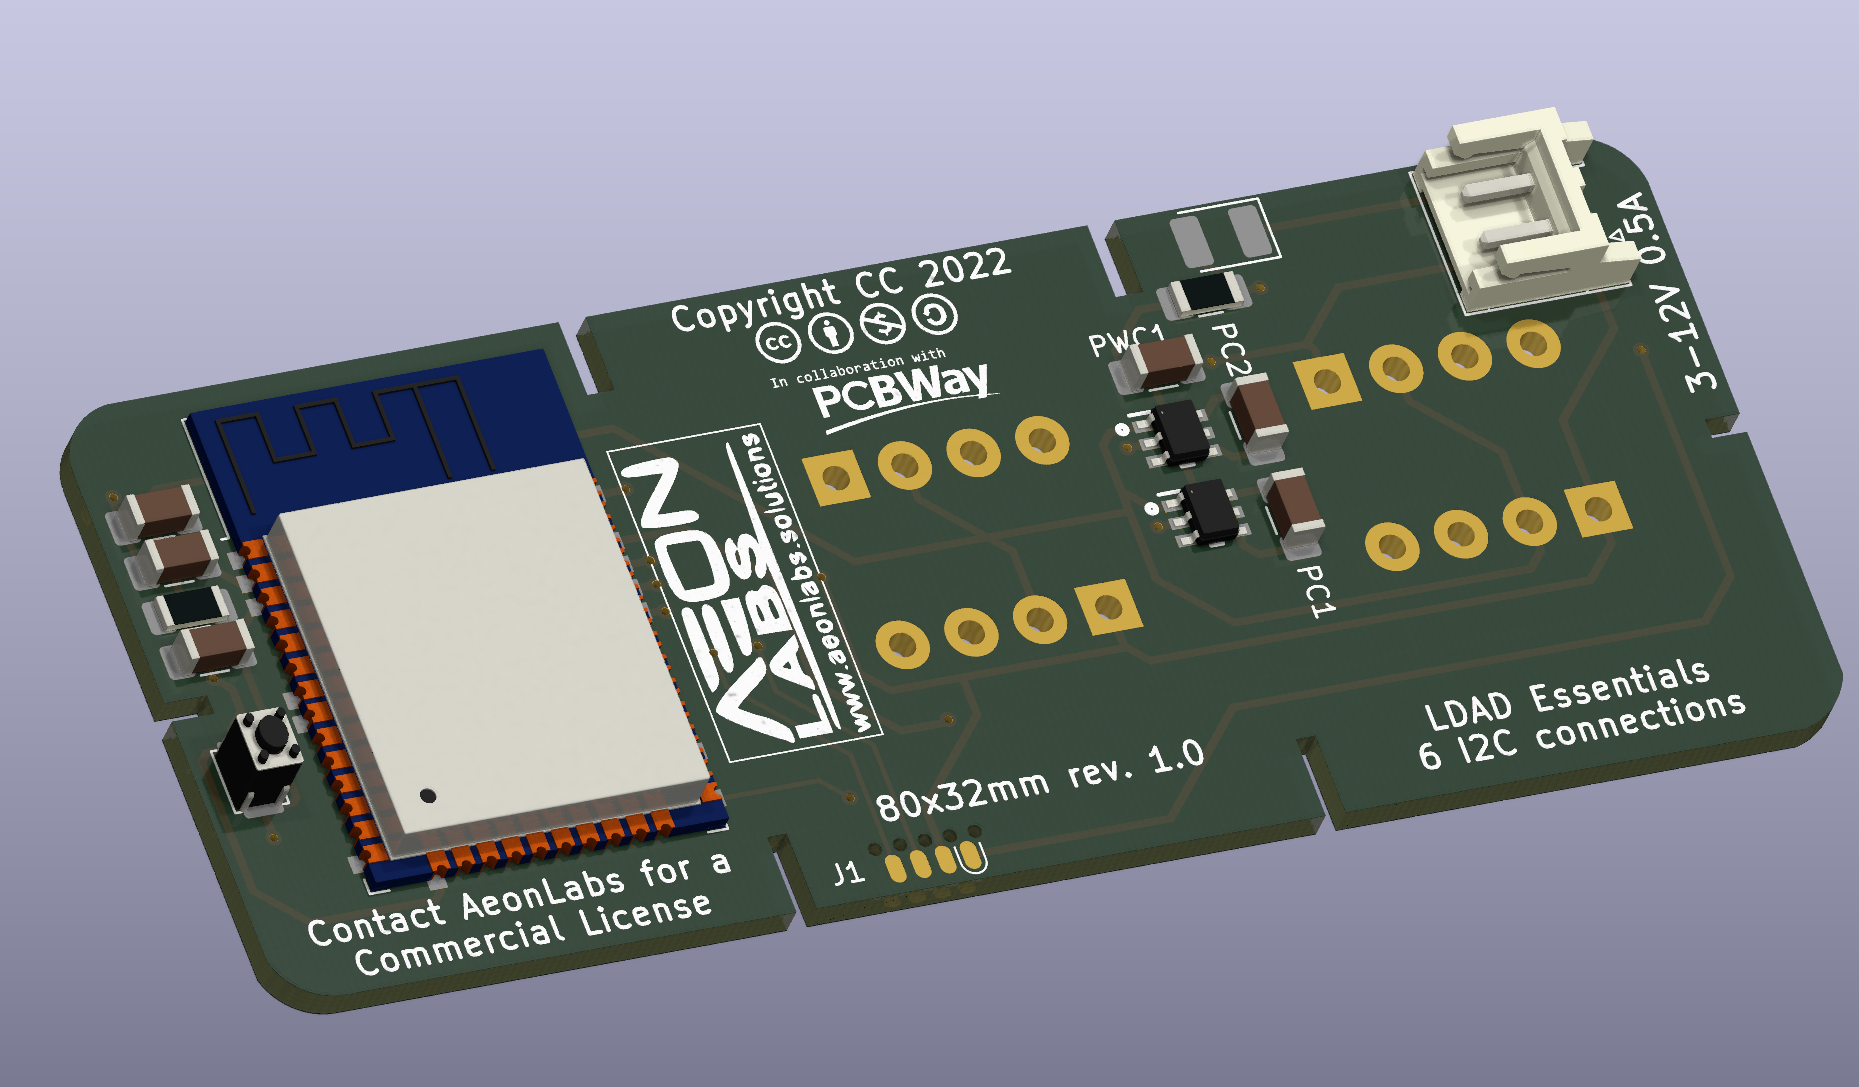 Copyright CC 2022
cc
In collaboration with
PCBWay
AEON
LABS
www.aeonlabs.solutions
PWC1
PC2
PC1
3-12V 0.5A
LDAD Essentials
6 I2C connections
80x32mm rev. 1.0
J1
Contact AeonLabs for a
Commercial License